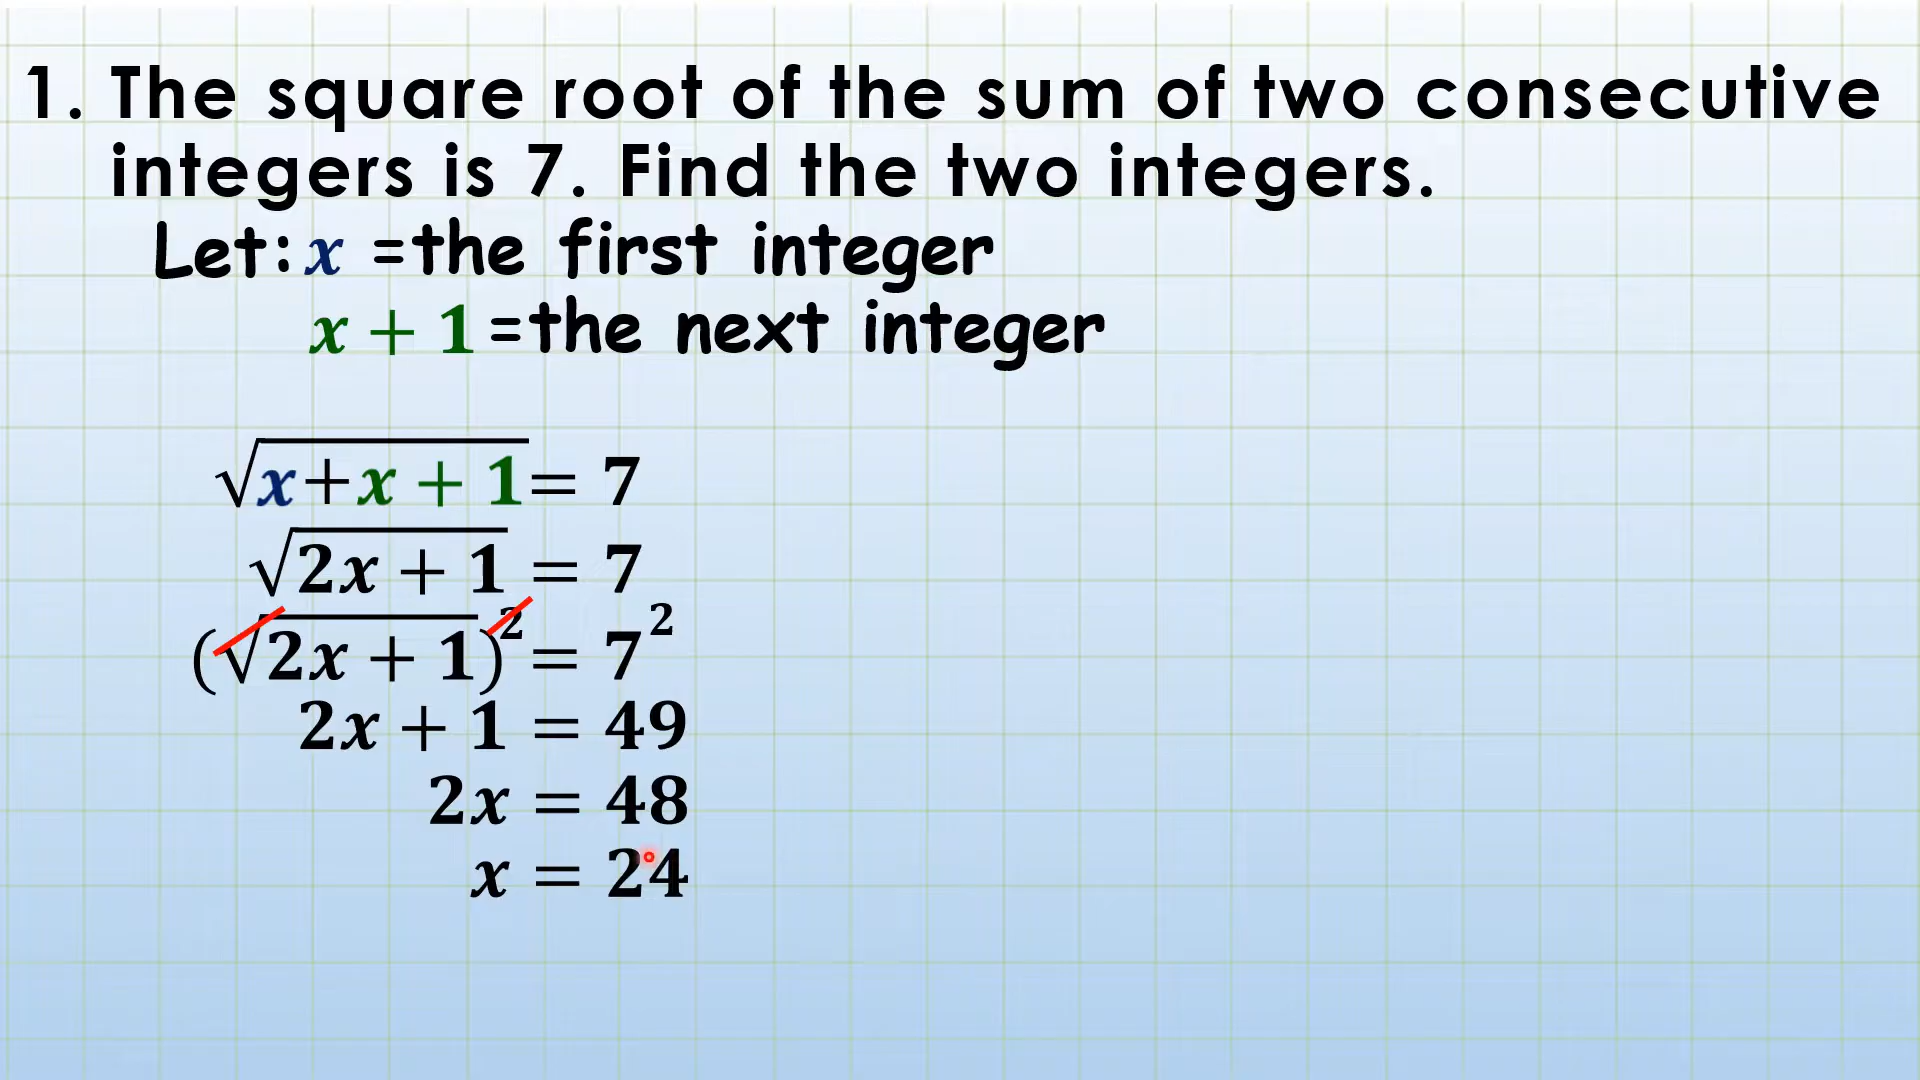 1. The square root of the sum of two consecutive
integers is 7. Find the two integers.
Let: x =the first integer
x + 1 =the next integer
√x+x + 1 = 7
√2x + 1 = 7
(√2x + 1)² = 7²
2x + 1 = 49
2x = 48
x = 24